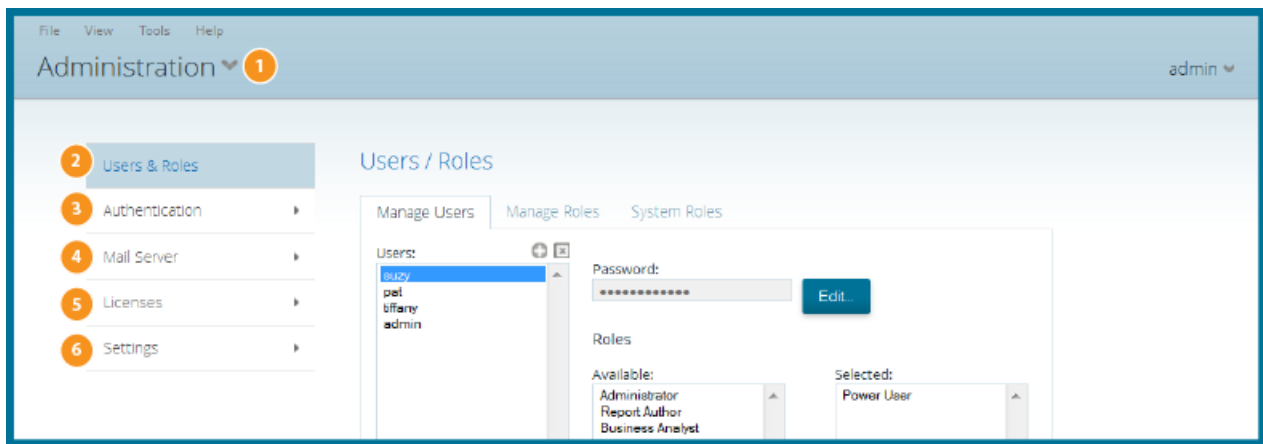 File View Tools Help
Administration 1
admin
2 Users & Roles
3 Authentication
4 Mail Server
5 Licenses
6 Settings
Users / Roles
Manage Users Manage Roles System Roles
Users:
suzy
pat
tiffany
admin
Password:
************
Edit...
Roles
Available:
Administrator
Report Author
Business Analyst
Selected:
Power User